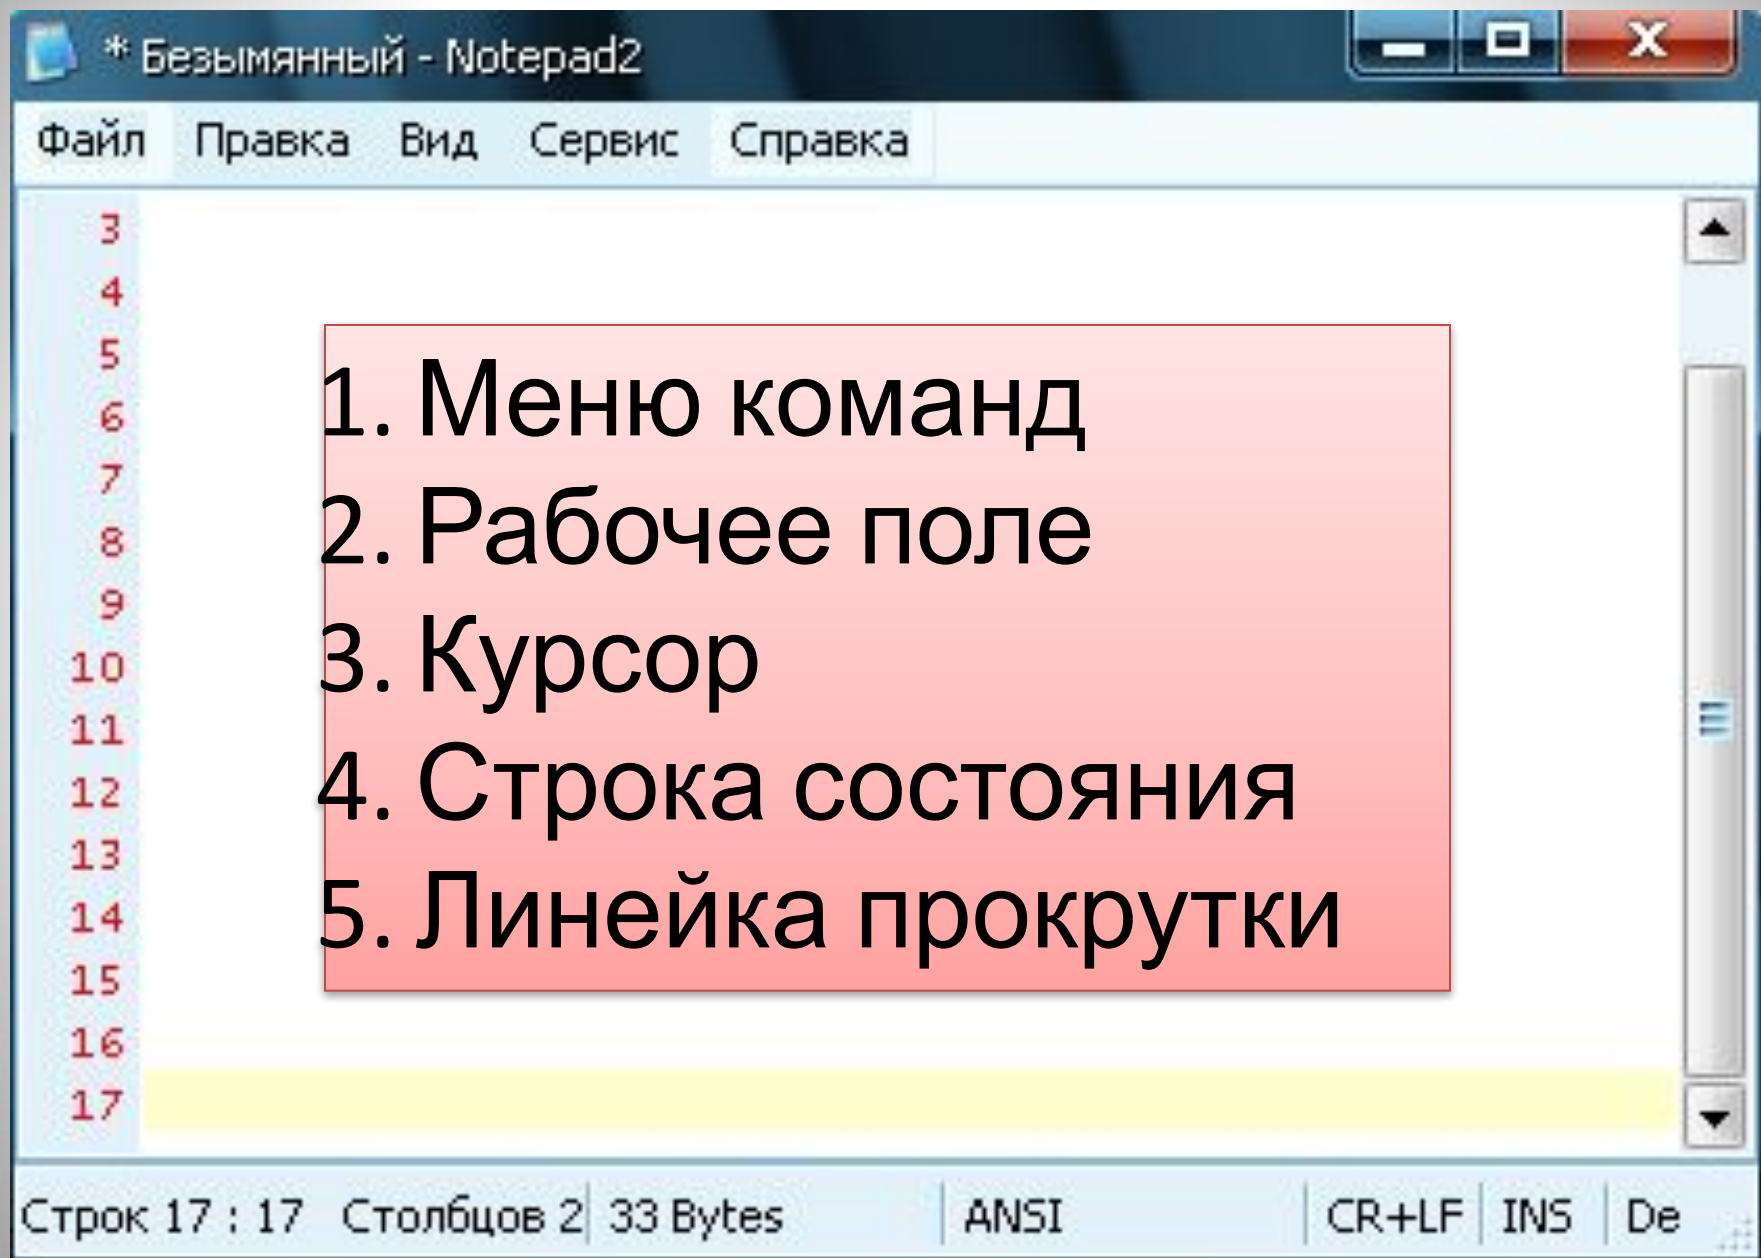 * Безымянный - Notepad2
Файл Правка Вид Сервис Справка
3
4
5
6
7
8
9
10
11
12
13
14
15
16
17
1. Меню команд
2. Рабочее поле
3. Курсор
4. Строка состояния
5. Линейка прокрутки
Строк 17 : 17 Столбцов 2 33 Bytes ANSI CR+LF INS De